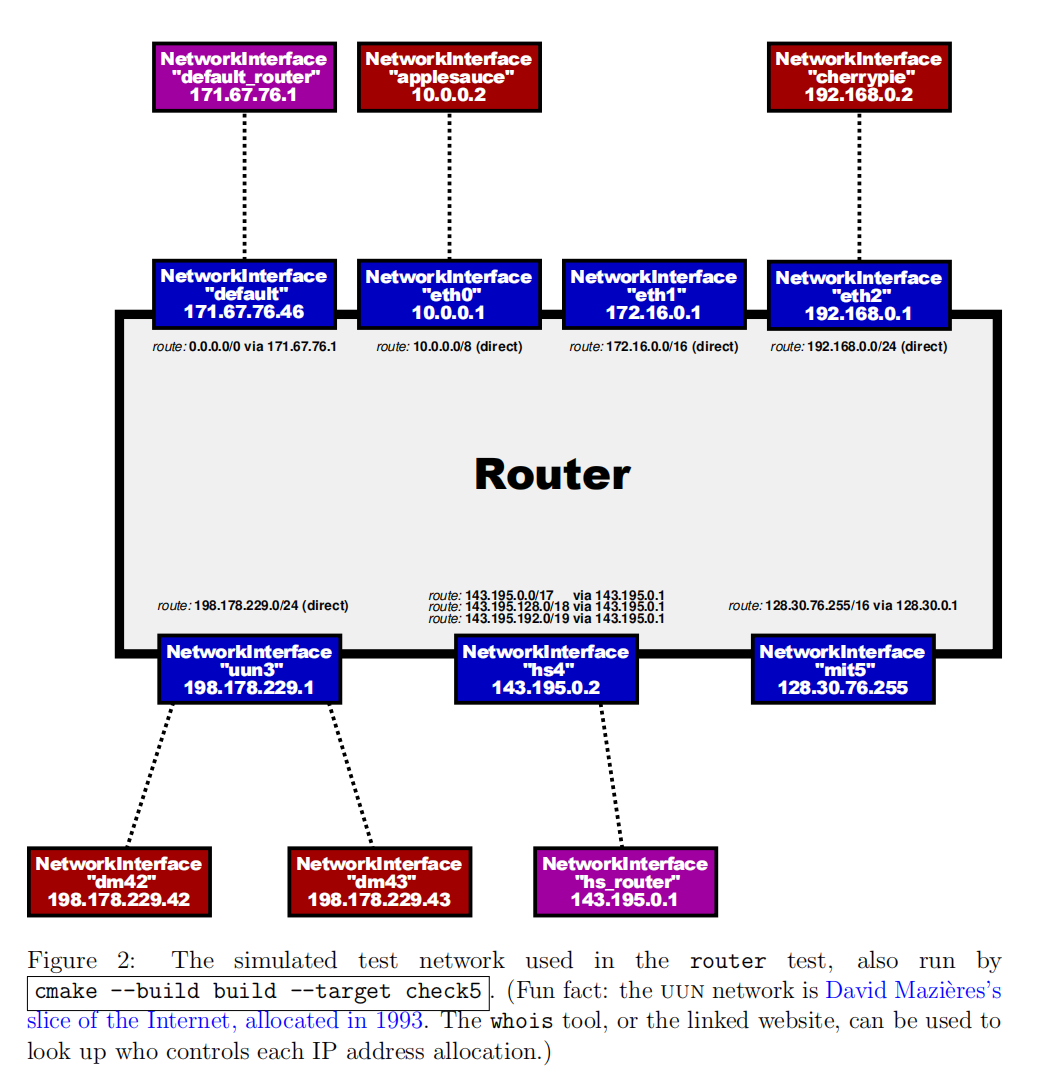 NetworkInterface
"default_router"
171.67.76.1
NetworkInterface
"applesauce"
10.0.0.2
NetworkInterface
"cherrypie"
192.168.0.2
NetworkInterface
"default"
171.67.76.46
NetworkInterface
"eth0"
10.0.0.1
NetworkInterface
"eth1"
172.16.0.1
NetworkInterface
"eth2"
192.168.0.1
route: 0.0.0.0/0 via 171.67.76.1
route: 10.0.0.0/8 (direct)
route: 172.16.0.0/16 (direct)
route: 192.168.0.0/24 (direct)
Router
route: 198.178.229.0/24 (direct)
route: 143.195.0.0/17 via 143.195.0.1
route: 143.195.128.0/18 via 143.195.0.1
route: 143.195.192.0/19 via 143.195.0.1
route: 128.30.76.255/16 via 128.30.0.1
NetworkInterface
"uun3"
198.178.229.1
NetworkInterface
"hs4"
143.195.0.2
NetworkInterface
"mit5"
128.30.76.255
NetworkInterface
"dm42"
198.178.229.42
NetworkInterface
"dm43"
198.178.229.43
NetworkInterface
"hs_router"
143.195.0.1
Figure 2: The simulated test network used in the router test, also run by
cmake --build build --target check5. (Fun fact: the UUN network is David Mazières's
slice of the Internet, allocated in 1993. The whois tool, or the linked website, can be used to
look up who controls each IP address allocation.)